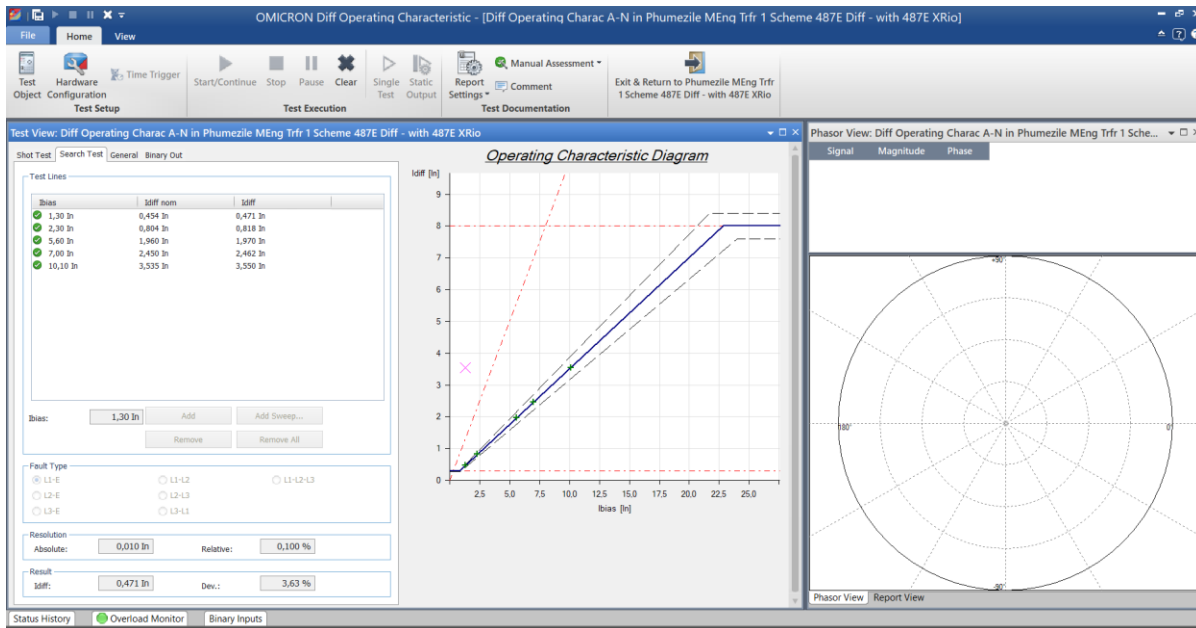 OMICRON Diff Operating Characteristic - [Diff Operating Charac A-N in Phumezile MEng Trfr 1 Scheme 487E Diff - with 487E XRio]
File Home View
Test Object
Hardware Configuration
Time Trigger
Test Setup
Start/Continue Stop Pause Clear
Single Test
Static Output
Test Execution
Report Settings
Manual Assessment
Comment
Test Documentation
Exit & Return to Phumezile MEng Trfr
1 Scheme 487E Diff - with 487E XRio
Test View: Diff Operating Charac A-N in Phumezile MEng Trfr 1 Scheme 487E Diff - with 487E XRio
Shot Test Search Test General Binary Out
Test Lines
Ibias Idiff nom Idiff
1,30 In 0,454 In 0,471 In
2,30 In 0,804 In 0,818 In
5,60 In 1,960 In 1,970 In
7,00 In 2,450 In 2,462 In
10,10 In 3,535 In 3,550 In
Ibias: 1,30 In Add Add Sweep...
Remove Remove All
Fault Type
L1-E L1-L2 L1-L2-L3
L2-E L2-L3
L3-E L3-L1
Resolution
Absolute: 0,010 In Relative: 0,100 %
Result
Idiff: 0,471 In Dev.: 3,63 %
Operating Characteristic Diagram
Idiff [In]
9
8
7
6
5
4
3
2
1
0
2,5 5,0 7,5 10,0 12,5 15,0 17,5 20,0 22,5 25,0
Ibias [In]
Phasor View: Diff Operating Charac A-N in Phumezile MEng Trfr 1 Sche...
Signal Magnitude Phase
+90°
180° 0°
-90°
Phasor View Report View
Status History Overload Monitor Binary Inputs